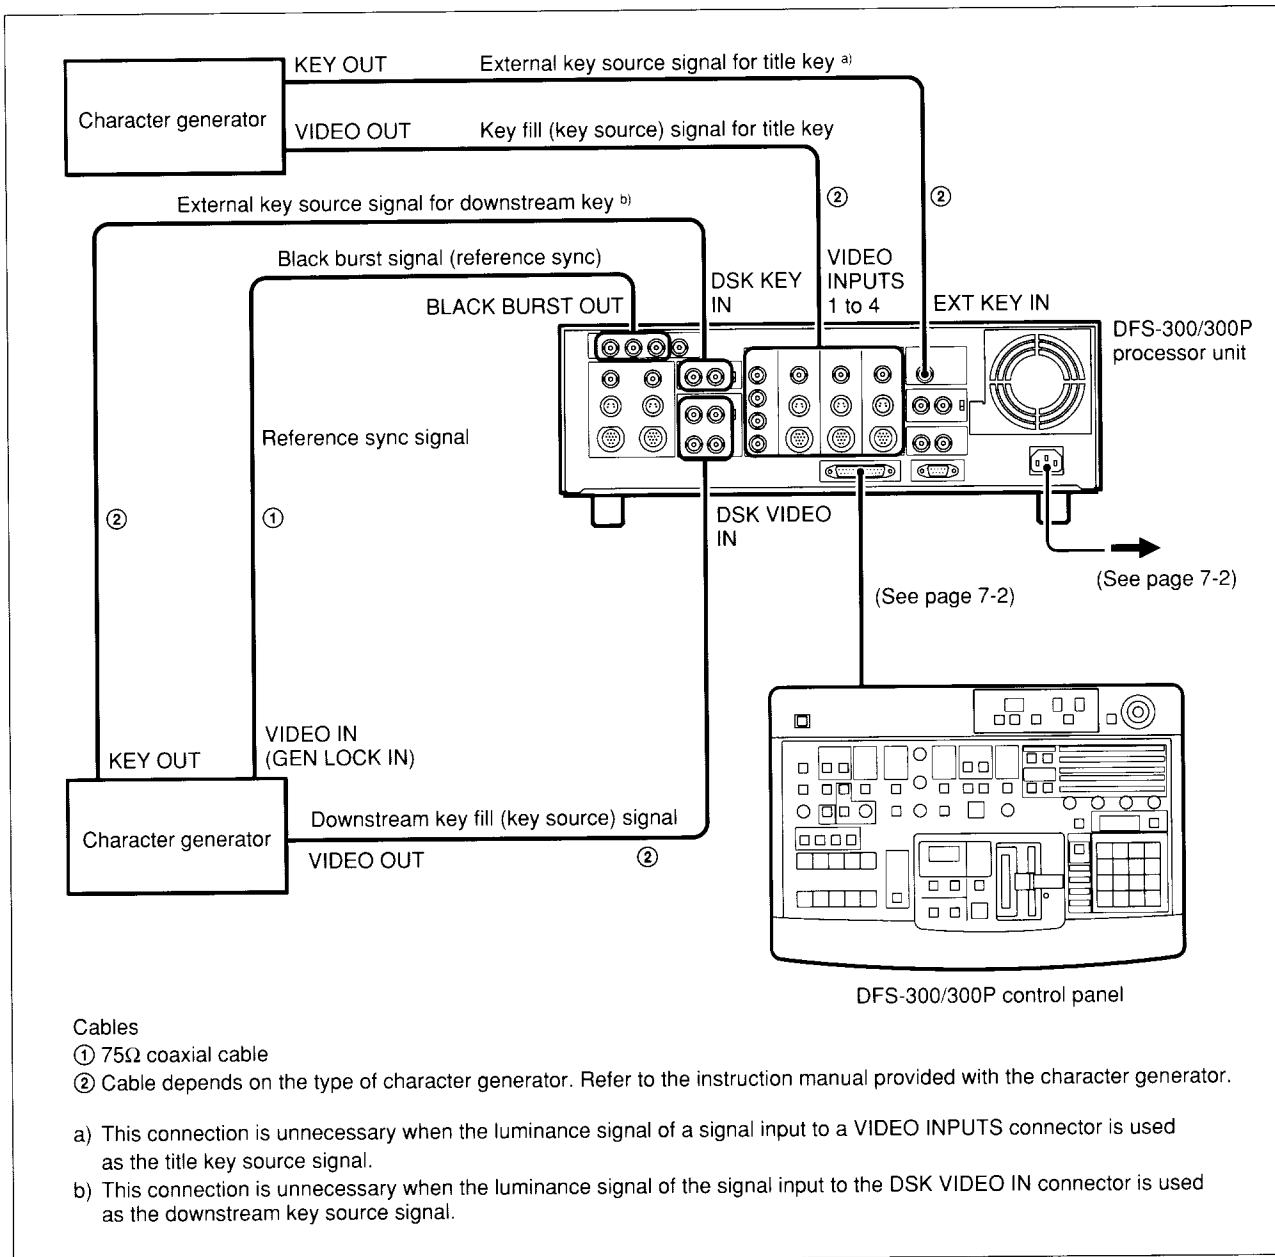 KEY OUT
External key source signal for title key a)
Character generator
VIDEO OUT
Key fill (key source) signal for title key
External key source signal for downstream key b)
②
②
Black burst signal (reference sync)
BLACK BURST OUT
DSK KEY
IN
VIDEO
INPUTS
1 to 4
EXT KEY IN
DFS-300/300P
processor unit
Reference sync signal
②
①
DSK VIDEO
IN
(See page 7-2)
(See page 7-2)
KEY OUT
VIDEO IN
(GEN LOCK IN)
Character generator
Downstream key fill (key source) signal
VIDEO OUT
②
DFS-300/300P control panel
Cables
① 75Ω coaxial cable
② Cable depends on the type of character generator. Refer to the instruction manual provided with the character generator.
a) This connection is unnecessary when the luminance signal of a signal input to a VIDEO INPUTS connector is used
as the title key source signal.
b) This connection is unnecessary when the luminance signal of the signal input to the DSK VIDEO IN connector is used
as the downstream key source signal.